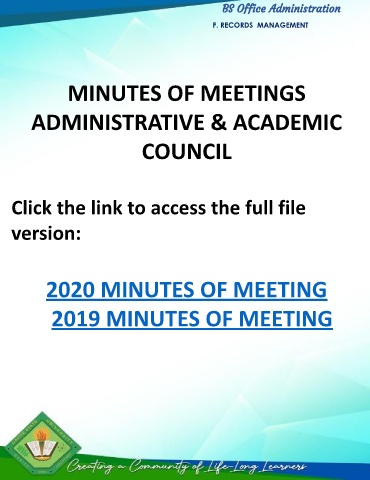 BS Office Administration
F. RECORDS MANAGEMENT
MINUTES OF MEETINGS
ADMINISTRATIVE & ACADEMIC
COUNCIL
Click the link to access the full file
version:
2020 MINUTES OF MEETING
2019 MINUTES OF MEETING
Creating a Community of Life-Long Learners